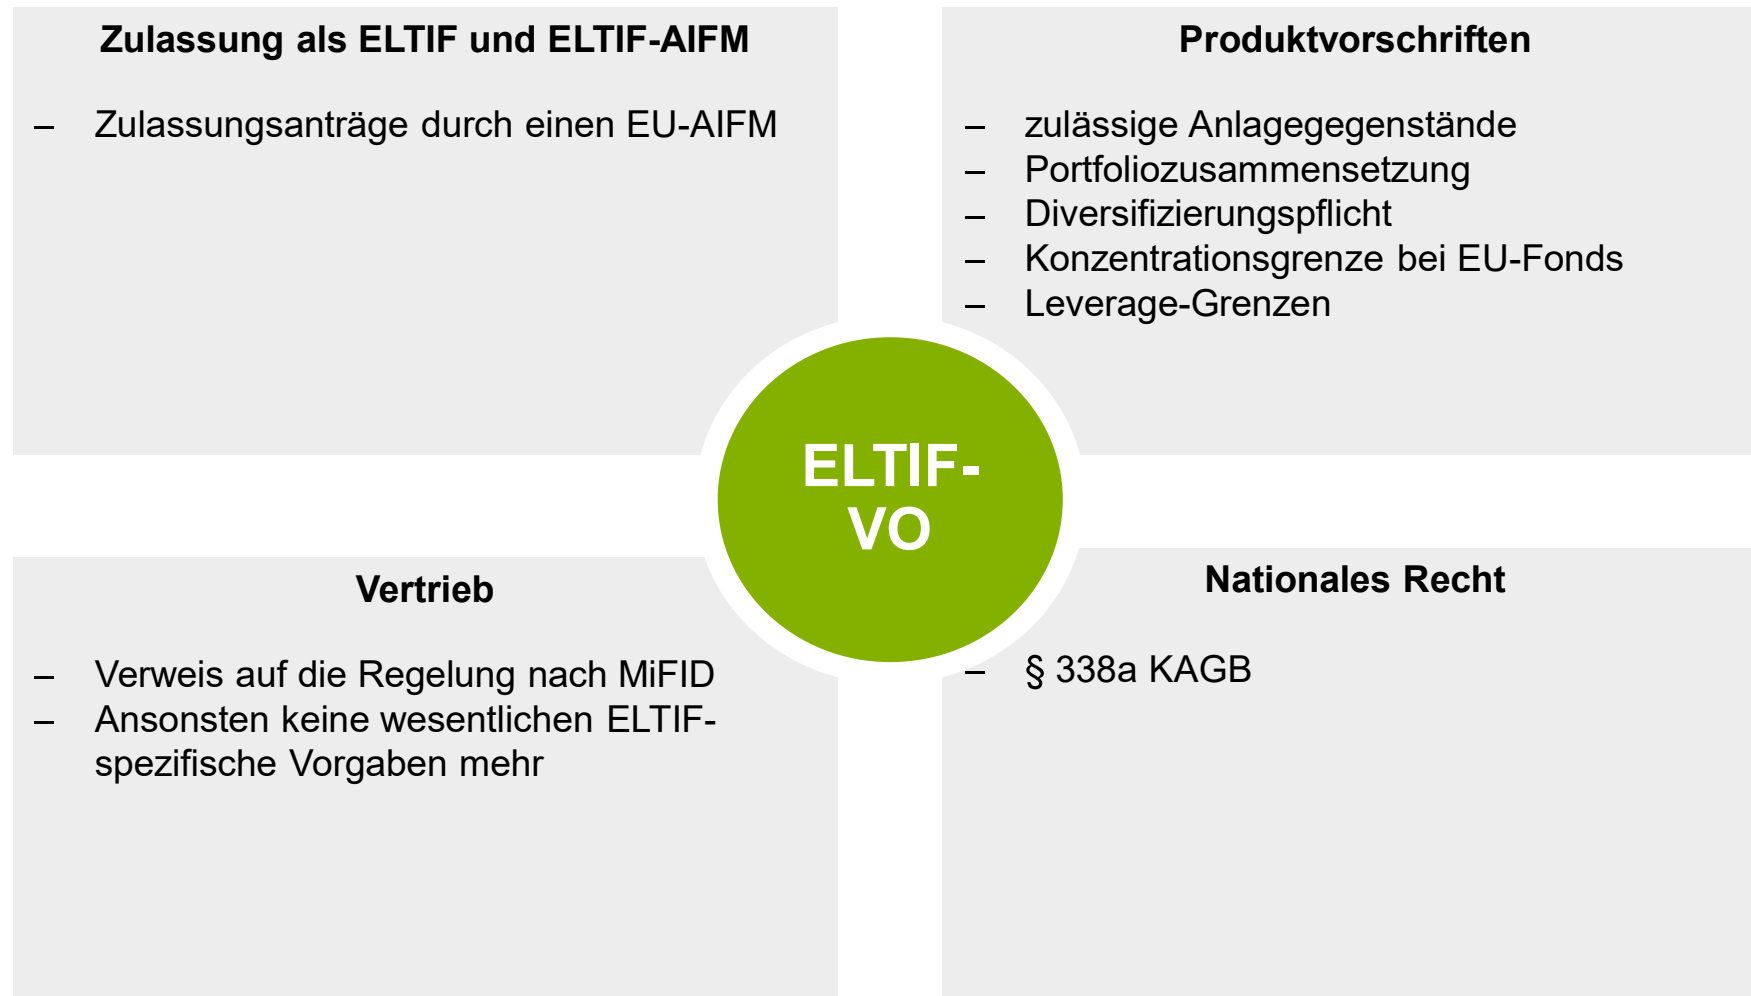 Zulassung als ELTIF und ELTIF-AIFM
– Zulassungsanträge durch einen EU-AIFM
Produktvorschriften
– zulässige Anlagegegenstände
– Portfoliozusammensetzung
– Diversifizierungspflicht
– Konzentrationsgrenze bei EU-Fonds
– Leverage-Grenzen
ELTIF-
VO
Vertrieb
– Verweis auf die Regelung nach MiFID
– Ansonsten keine wesentlichen ELTIF-
spezifische Vorgaben mehr
Nationales Recht
– § 338a KAGB